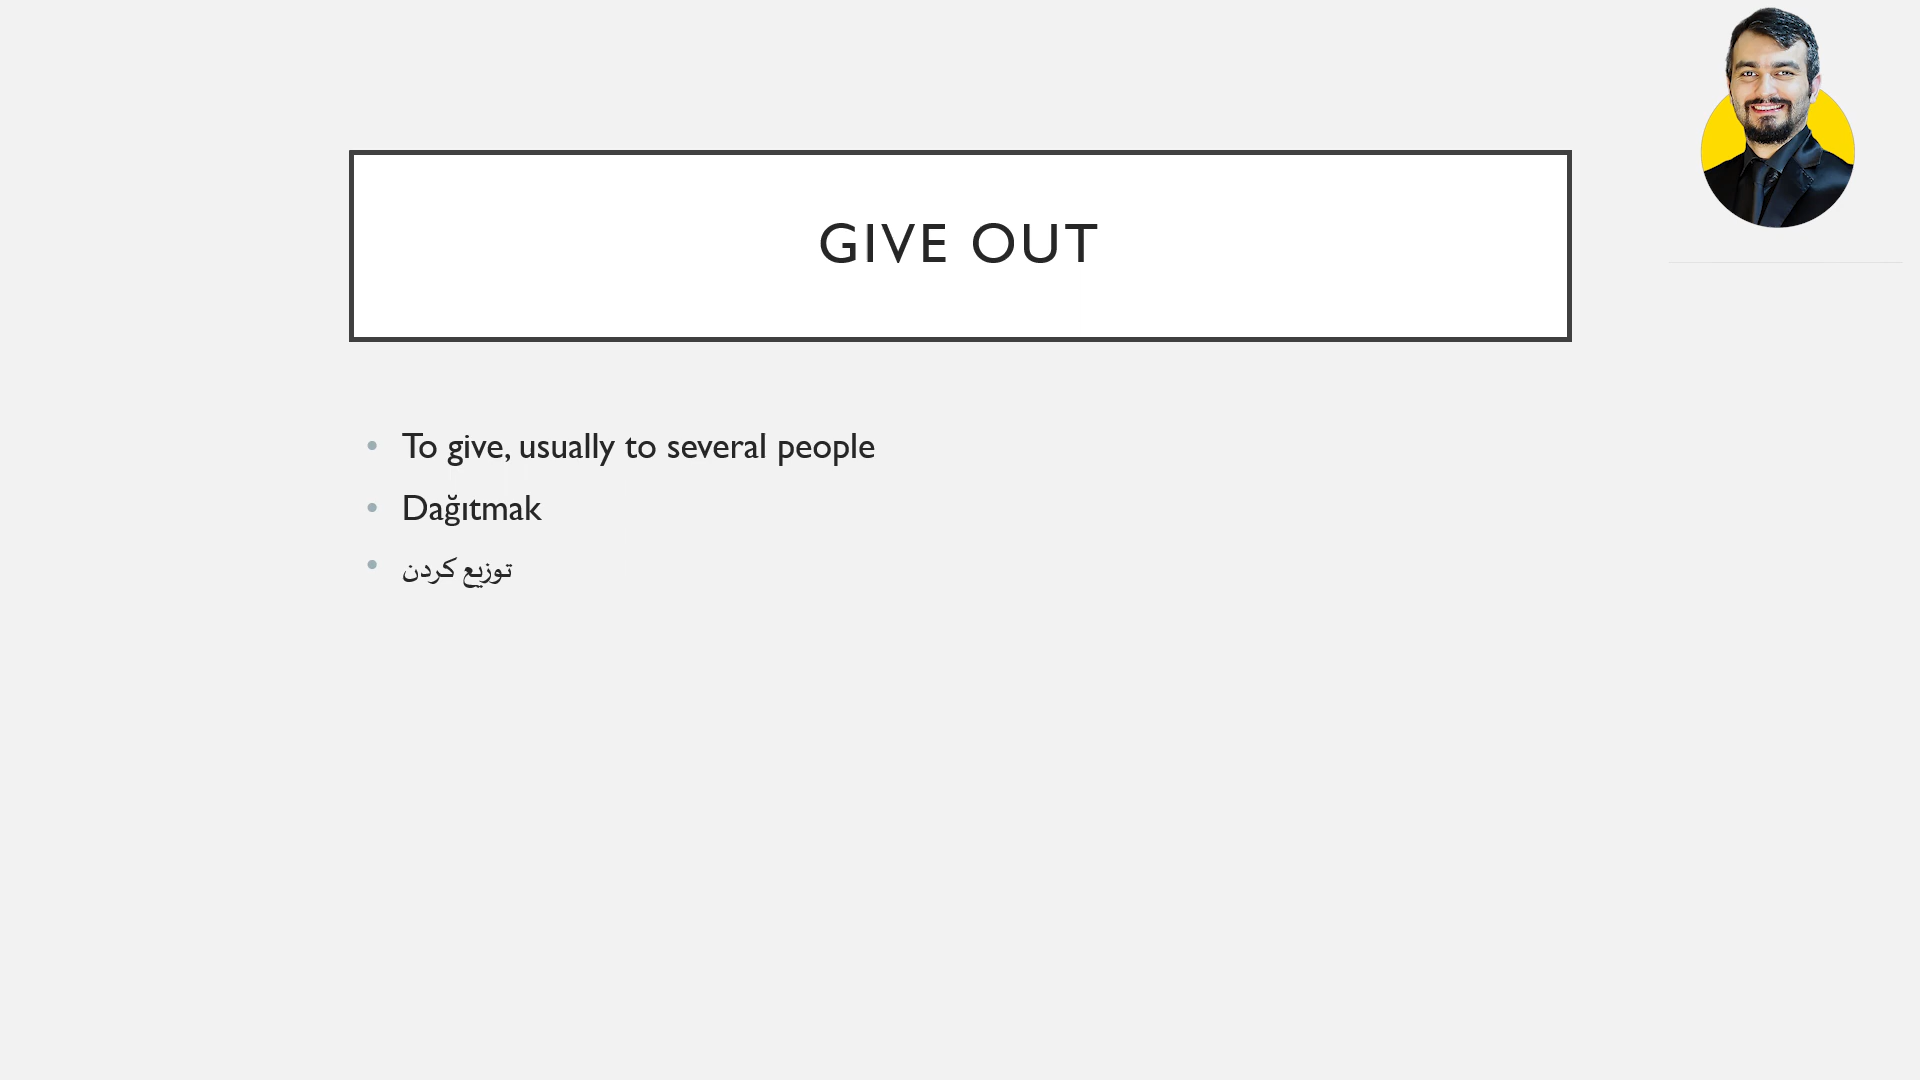 GIVE OUT
• To give, usually to several people
• Dağıtmak
• توزیع کردن